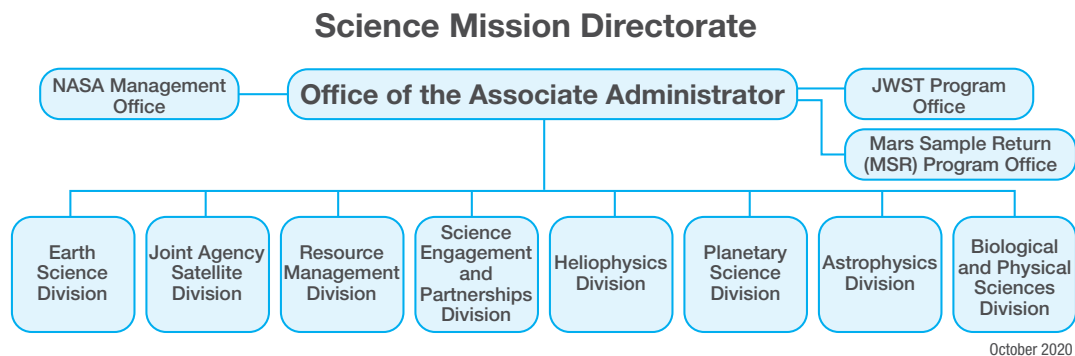 Science Mission Directorate
NASA Management
Office
Office of the Associate Administrator
JWST Program
Office
Mars Sample Return
(MSR) Program Office
Earth
Science
Division
Joint Agency
Satellite
Division
Resource
Management
Division
Science
Engagement
and
Partnerships
Division
Heliophysics
Division
Planetary
Science
Division
Astrophysics
Division
Biological
and Physical
Sciences
Division
October 2020